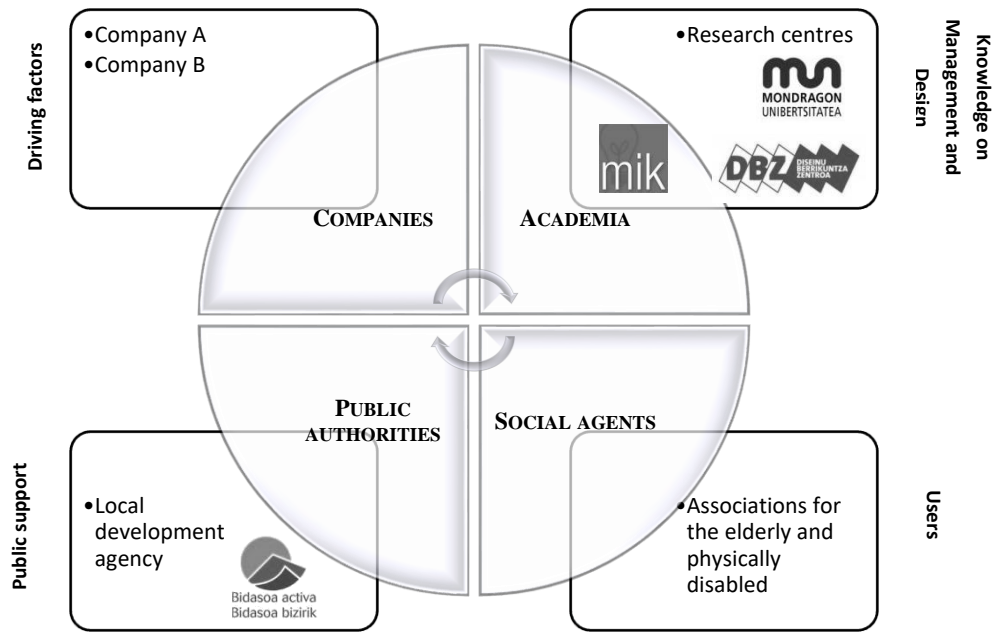 Driving factors
•Company A
•Company B
COMPANIES
•Research centres
MONDRAGON
UNIBERTSITATEA
mik
DBZ
DISEINU
BERRIKUNTZA
ZENTROA
ACADEMIA
Knowledge on
Management and
Design
Public support
PUBLIC
AUTHORITIES
•Local
development
agency
Bidasoa activa
Bidasoa bizirik
SOCIAL AGENTS
•Associations for
the elderly and
physically
disabled
Users